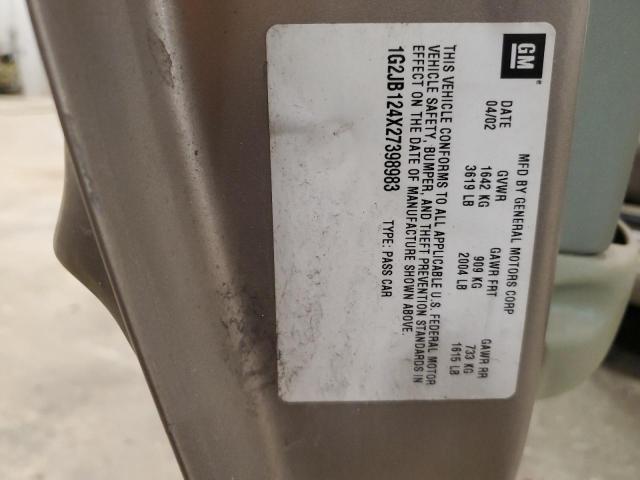 GM
MFD BY GENERAL MOTORS CORP
DATE GVWR GAWR FRT GAWR RR
04/02 1642 KG 909 KG 733 KG
3619 LB 2004 LB 1615 LB
THIS VEHICLE CONFORMS TO ALL APPLICABLE U.S. FEDERAL MOTOR
VEHICLE SAFETY, BUMPER, AND THEFT PREVENTION STANDARDS IN
EFFECT ON THE DATE OF MANUFACTURE SHOWN ABOVE.
1G2JB124X27398983 TYPE: PASS CAR